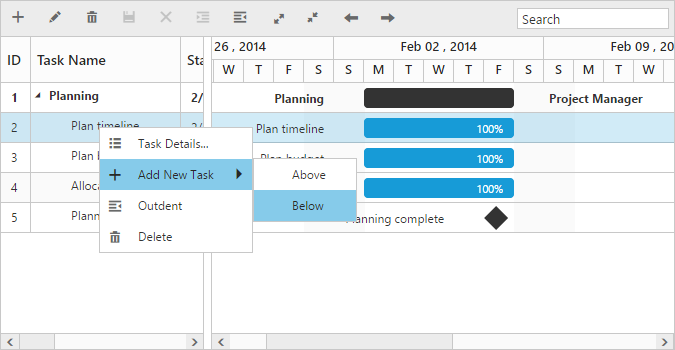 Search
ID Task Name Sta
26 , 2014 Feb 02 , 2014 Feb 09 , 20
W T F S S M T W T F S S M T W
1 Planning 2/
Planning Project Manager
2 Plan timeline 2/
Plan timeline 100%
3 Plan
Plan budget 100%
4 Alloca
100%
5 Plann
Planning complete
Task Details...
Add New Task
Outdent
Delete
Above
Below